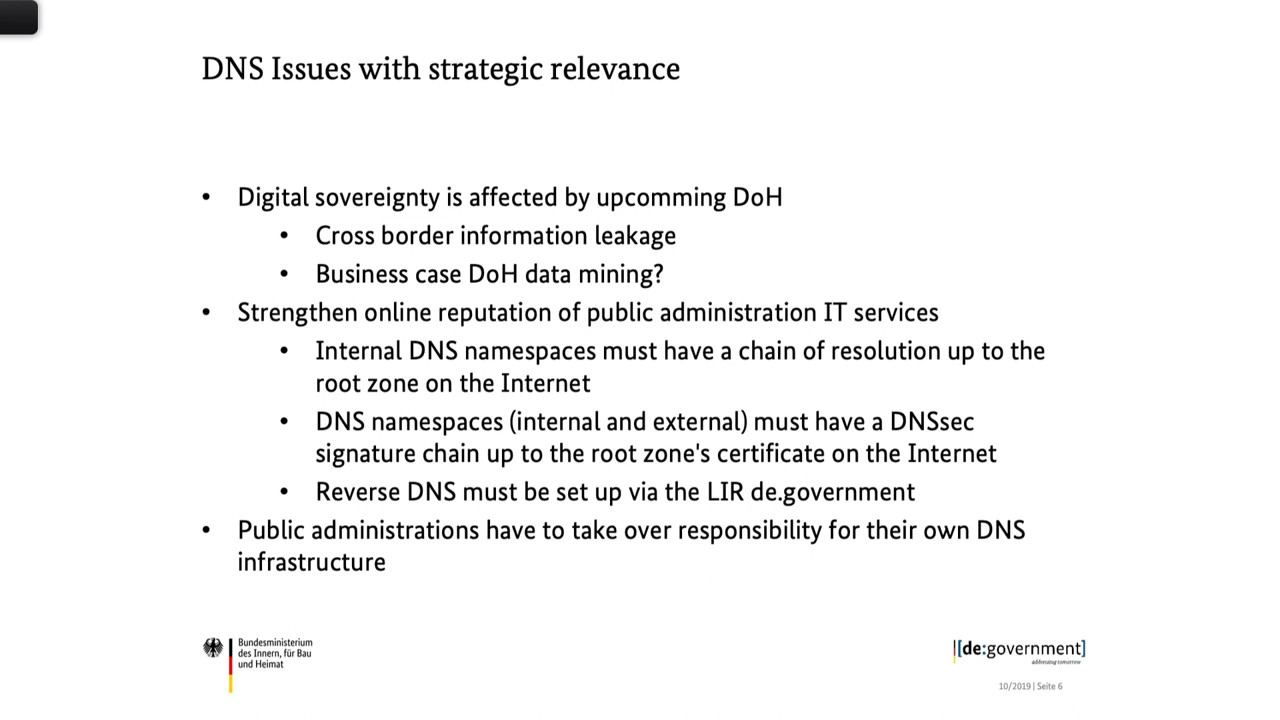 DNS Issues with strategic relevance
• Digital sovereignty is affected by upcomming DoH
• Cross border information leakage
• Business case DoH data mining?
• Strengthen online reputation of public administration IT services
• Internal DNS namespaces must have a chain of resolution up to the
root zone on the Internet
• DNS namespaces (internal and external) must have a DNSsec
signature chain up to the root zone's certificate on the Internet
• Reverse DNS must be set up via the LIR de.government
• Public administrations have to take over responsibility for their own DNS
infrastructure
Bundesministerium
des Innern, für Bau
und Heimat
[de:government]
addressing tomorrow
10/2019 | Seite 6